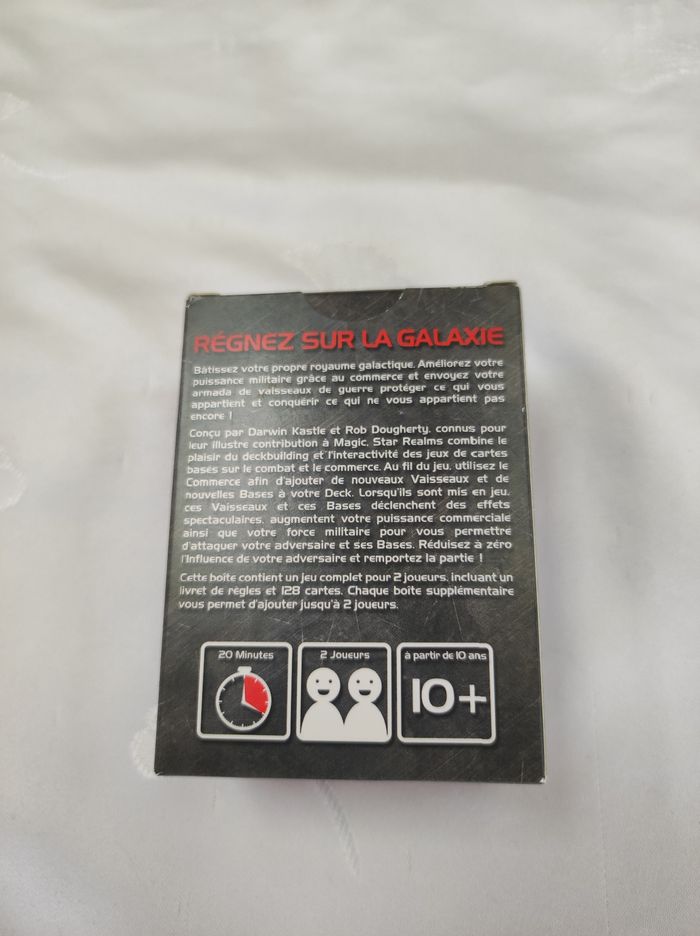 RÉGNEZ SUR LA GALAXIE
Bâtissez votre propre royaume galactique. Améliorez votre
puissance militaire grâce au commerce et envoyez votre
armada de vaisseaux de guerre protéger ce qui vous
appartient et conquérir ce qui ne vous appartient pas
encore !
Conçu par Darwin Kastle et Rob Dougherty, connus pour
leur illustre contribution à Magic, Star Realms combine le
plaisir du deckbuilding et l'interactivité des jeux de cartes
basés sur le combat et le commerce. Au fil du jeu, utilisez le
Commerce afin d'ajouter de nouveaux Vaisseaux et de
nouvelles Bases à votre Deck. Lorsqu'ils sont mis en jeu,
ces Vaisseaux et ces Bases déclenchent des effets
spectaculaires, augmentent votre puissance commerciale
ainsi que votre force militaire pour vous permettre
d'attaquer votre adversaire et ses Bases. Réduisez à zéro
l'Influence de votre adversaire et remportez la partie !
Cette boîte contient un jeu complet pour 2 joueurs, incluant un
livret de règles et 128 cartes. Chaque boîte supplémentaire
vous permet d'ajouter jusqu'à 2 joueurs.
20 Minutes
2 Joueurs
à partir de 10 ans
10+